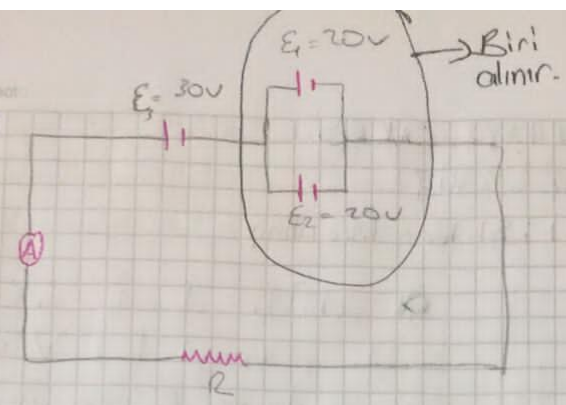 ε₁ = 20V
→ Biri
alınır.
ε₃ = 30V
ε₂ = 20V
A
R